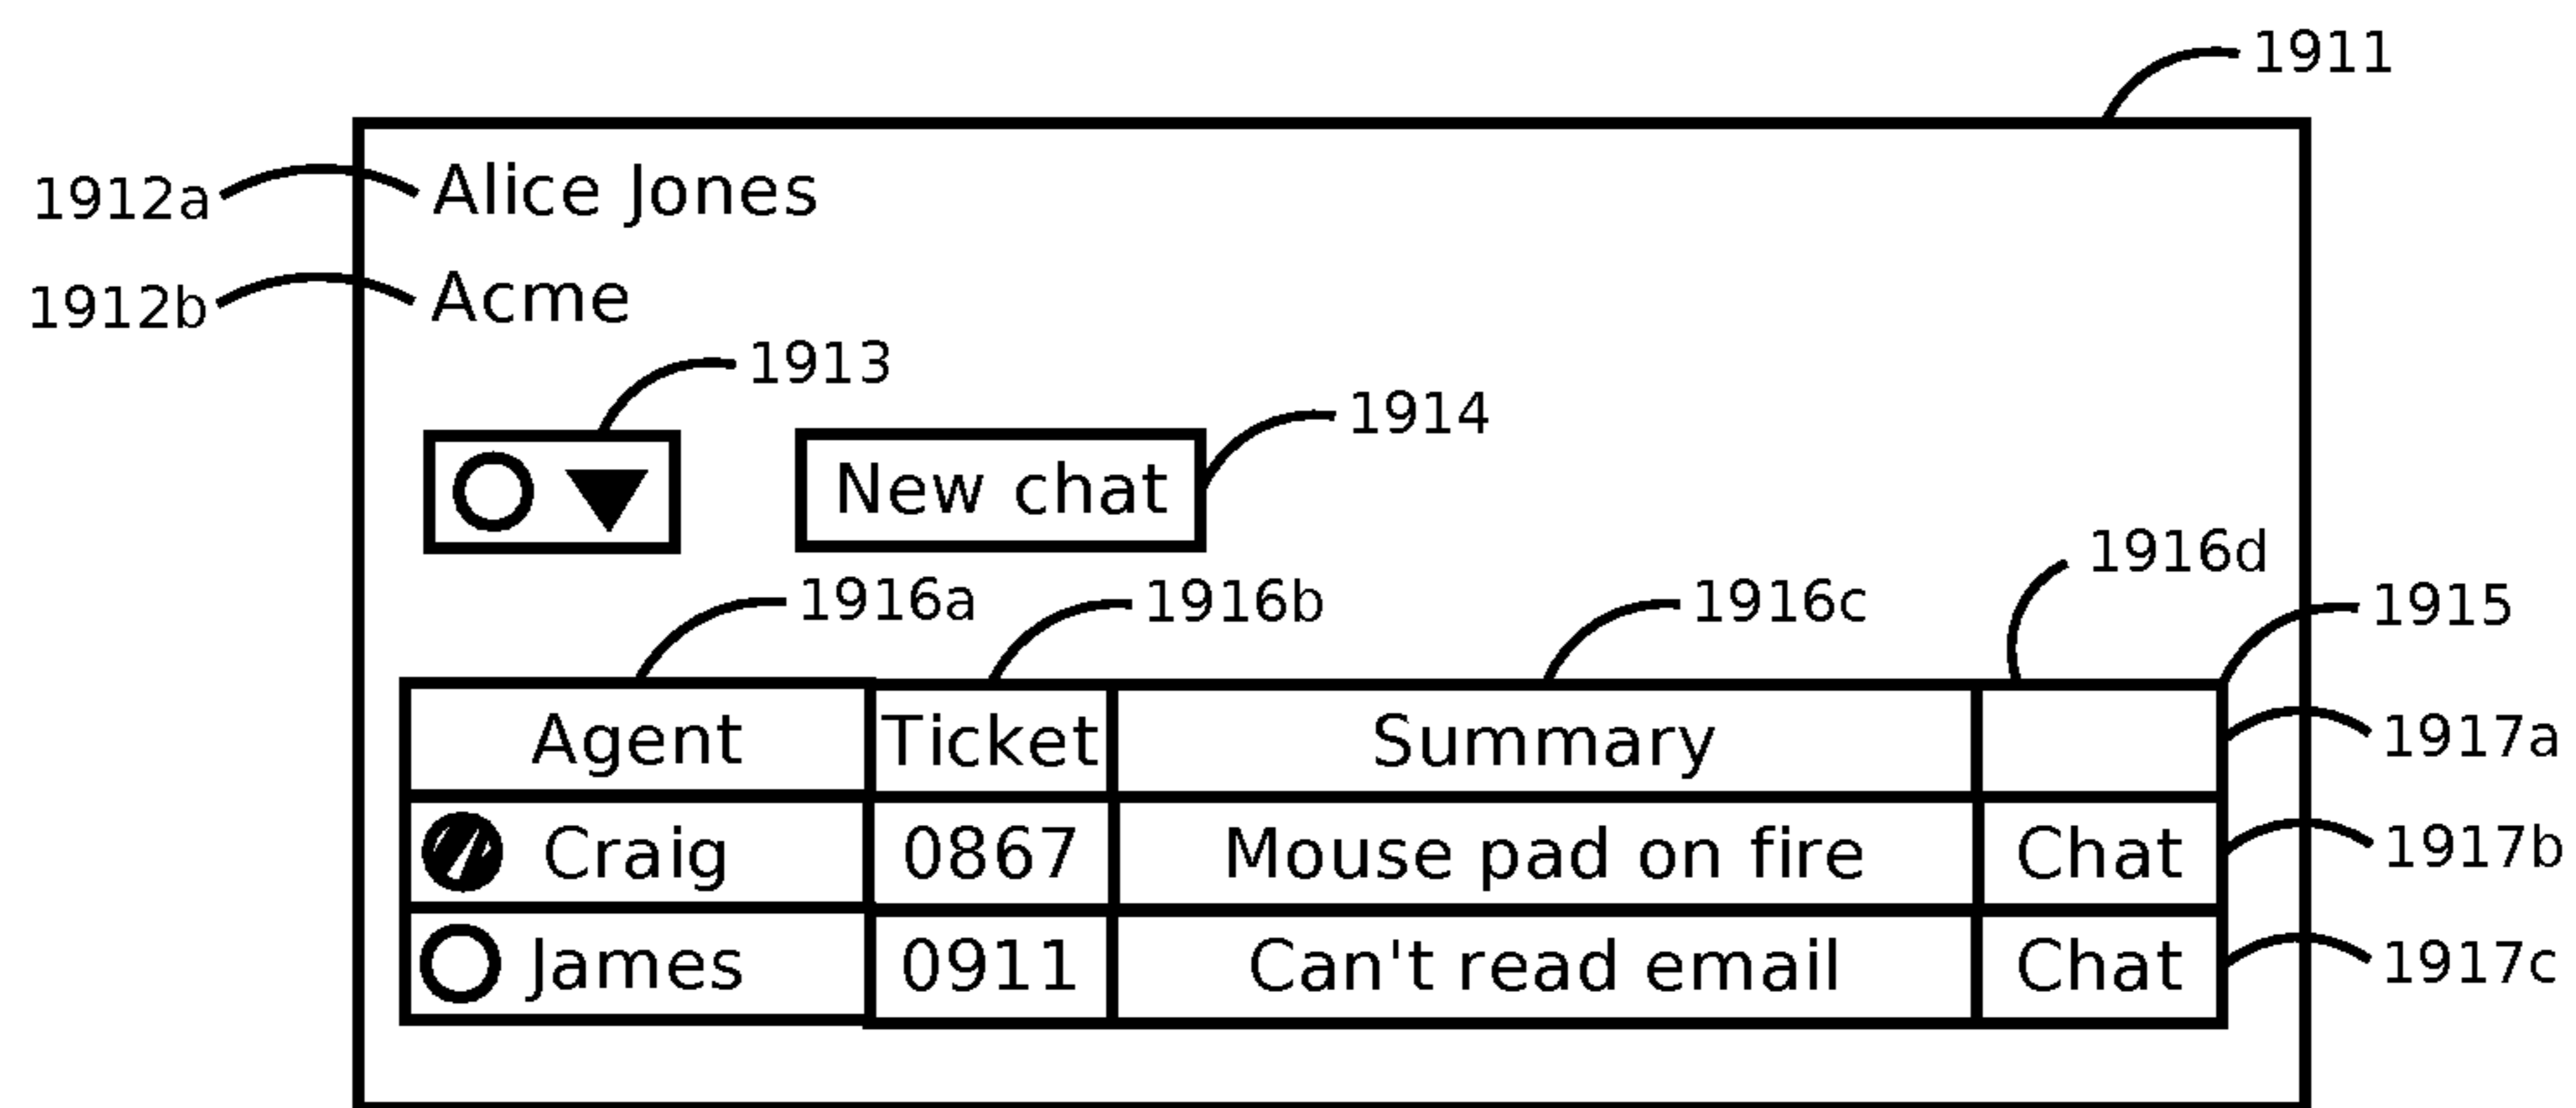 1911
1912a Alice Jones
1912b Acme
1913
1914
New chat
1916a 1916b 1916c 1916d
1915
Agent Ticket Summary 1917a
Craig 0867 Mouse pad on fire Chat 1917b
James 0911 Can't read email Chat 1917c